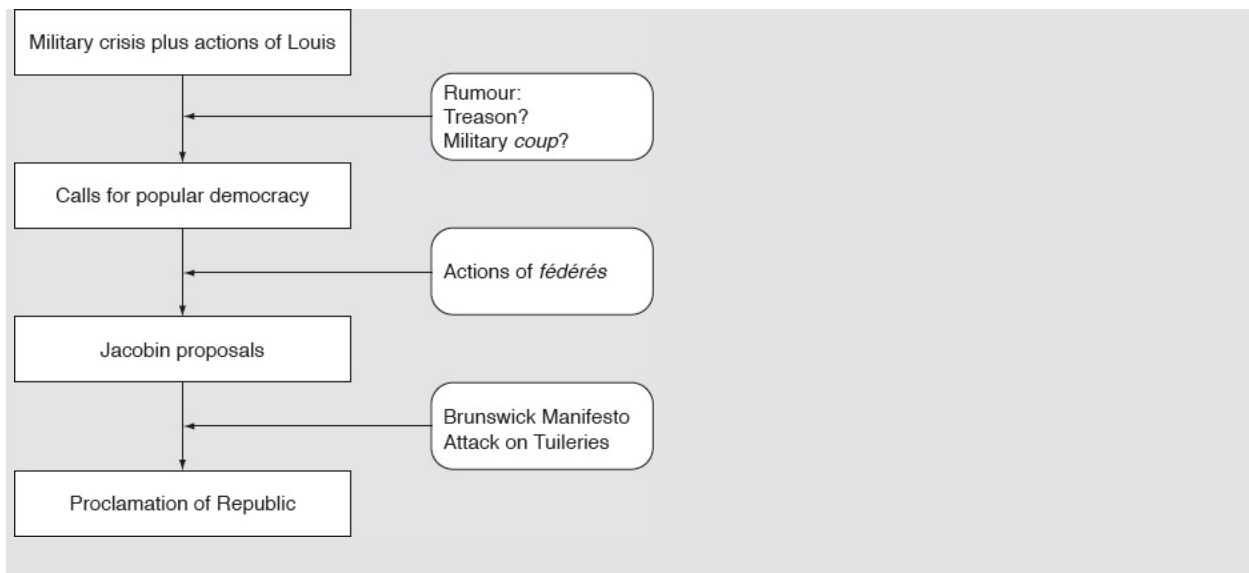 Military crisis plus actions of Louis
Rumour:
Treason?
Military coup?
Calls for popular democracy
Actions of fédérés
Jacobin proposals
Brunswick Manifesto
Attack on Tuileries
Proclamation of Republic